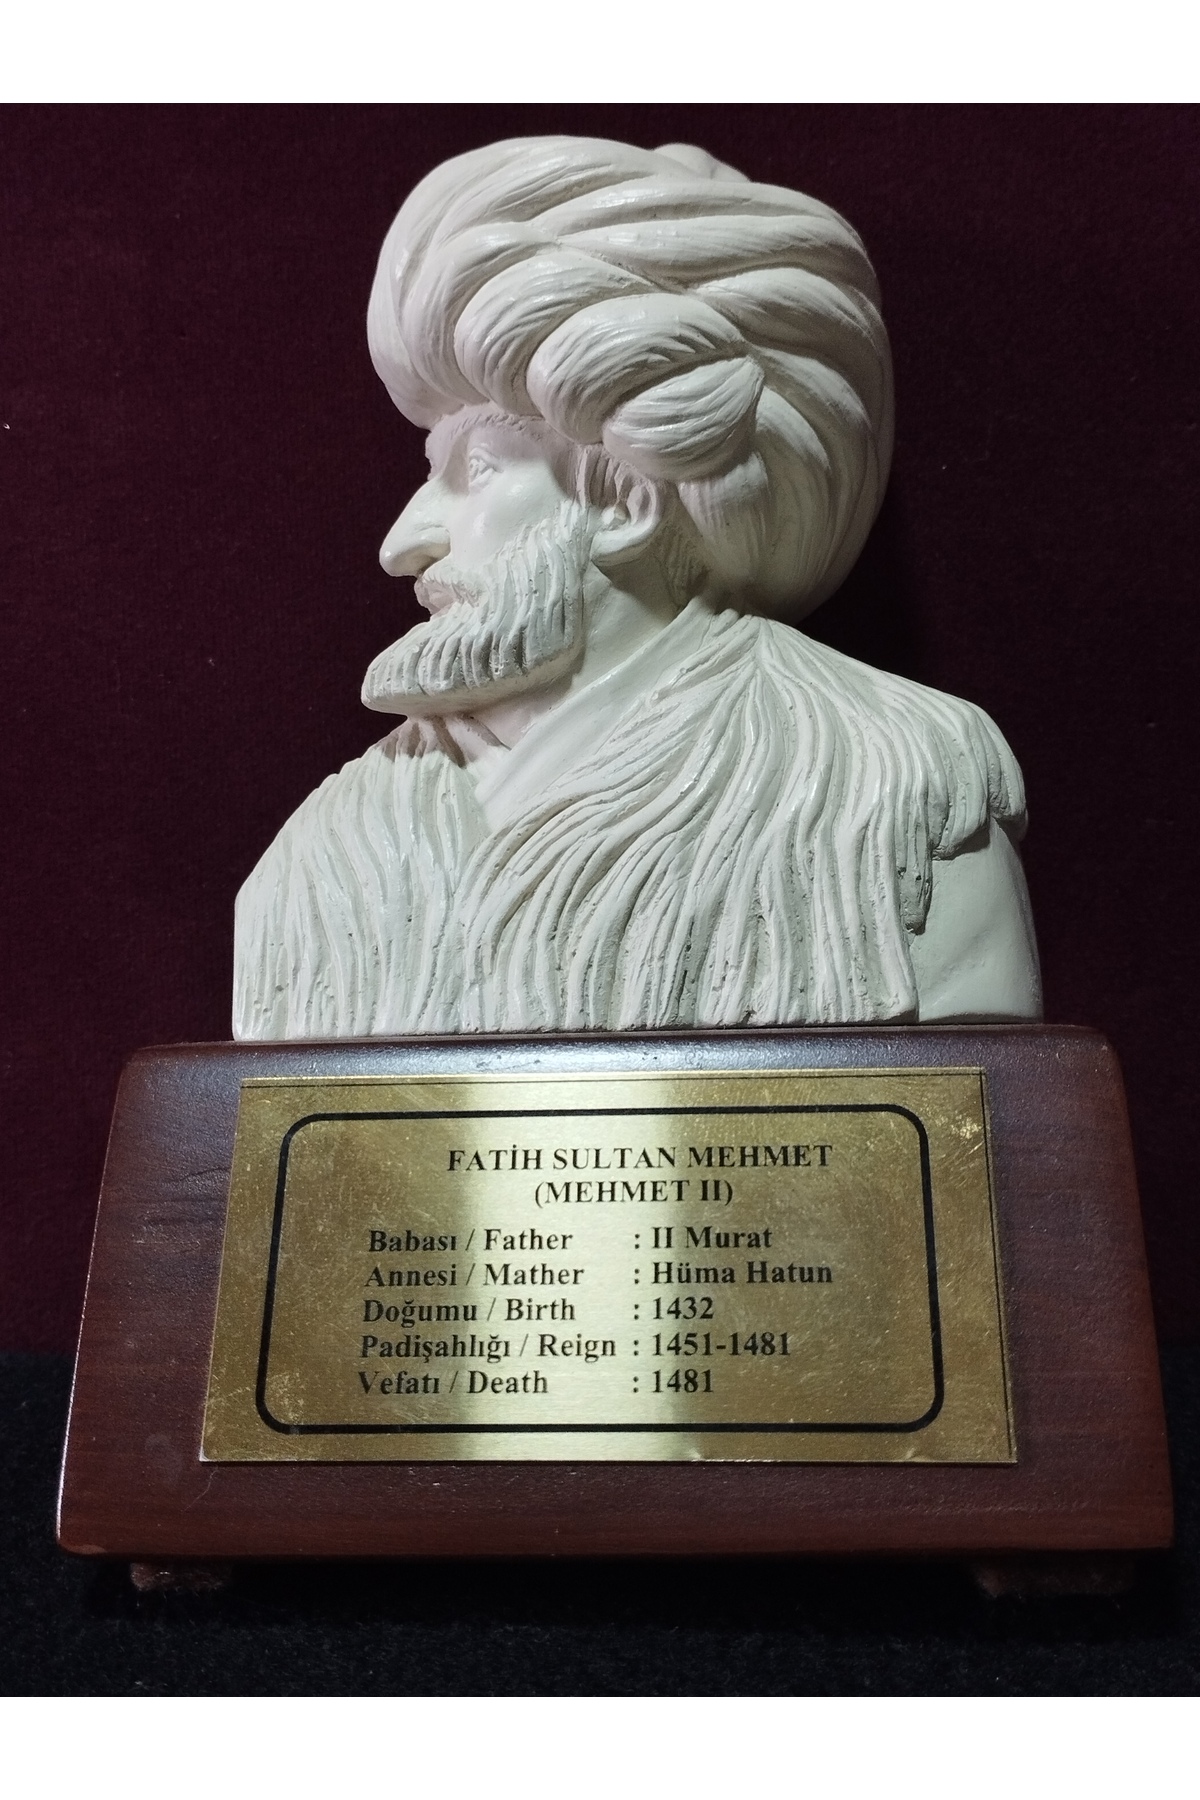 FATİH SULTAN MEHMET
(MEHMET II)
Babası / Father : II Murat
Annesi / Mather : Hüma Hatun
Doğumu / Birth : 1432
Padişahlığı / Reign : 1451-1481
Vefatı / Death : 1481